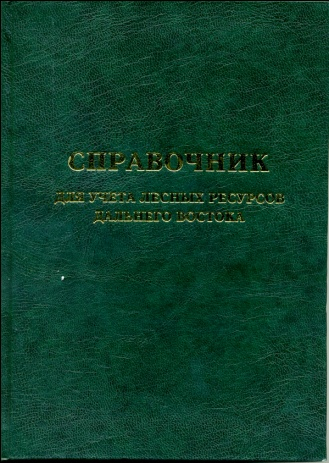 СПРАВОЧНИК
ДЛЯ УЧЕТА ЛЕСНЫХ РЕСУРСОВ
ДАЛЬНЕГО ВОСТОКА